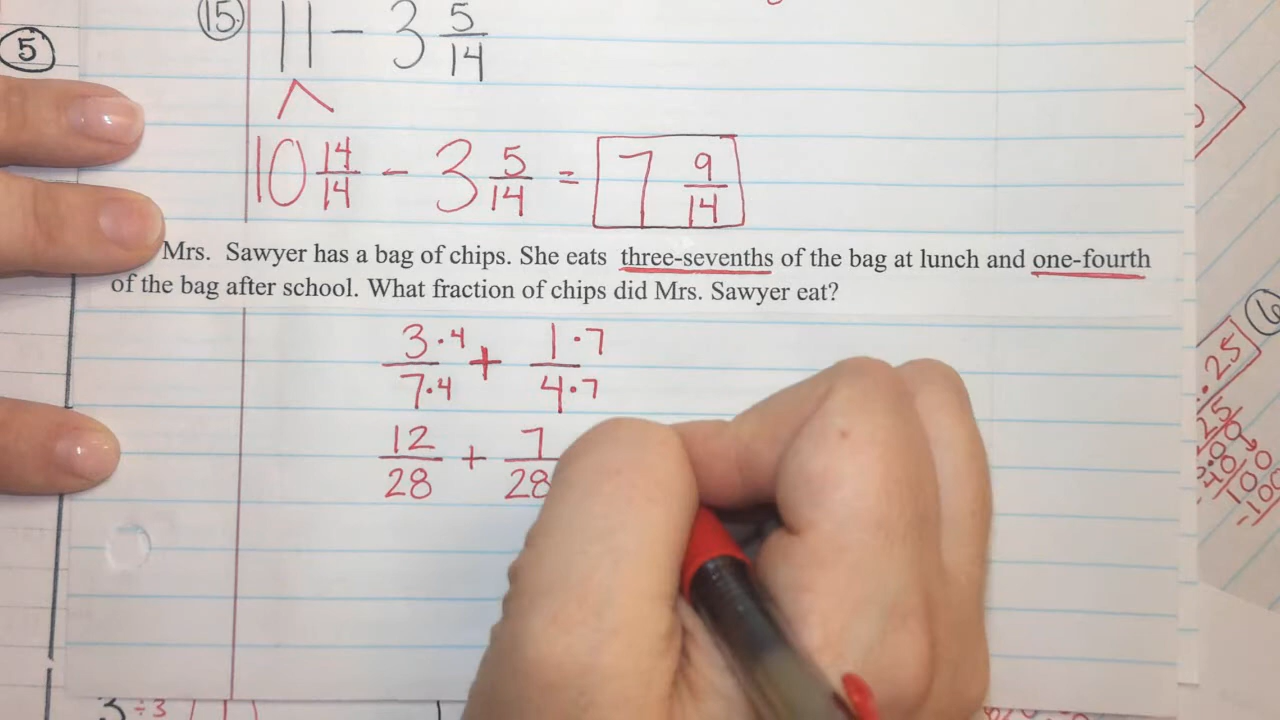 15. 11 - 3 5/14
5
10 14/14 - 3 5/14 = 7 9/14
Mrs. Sawyer has a bag of chips. She eats three-sevenths of the bag at lunch and one-fourth
of the bag after school. What fraction of chips did Mrs. Sawyer eat?
3·4/7·4 + 1·7/4·7
12/28 + 7/28
3 ÷3